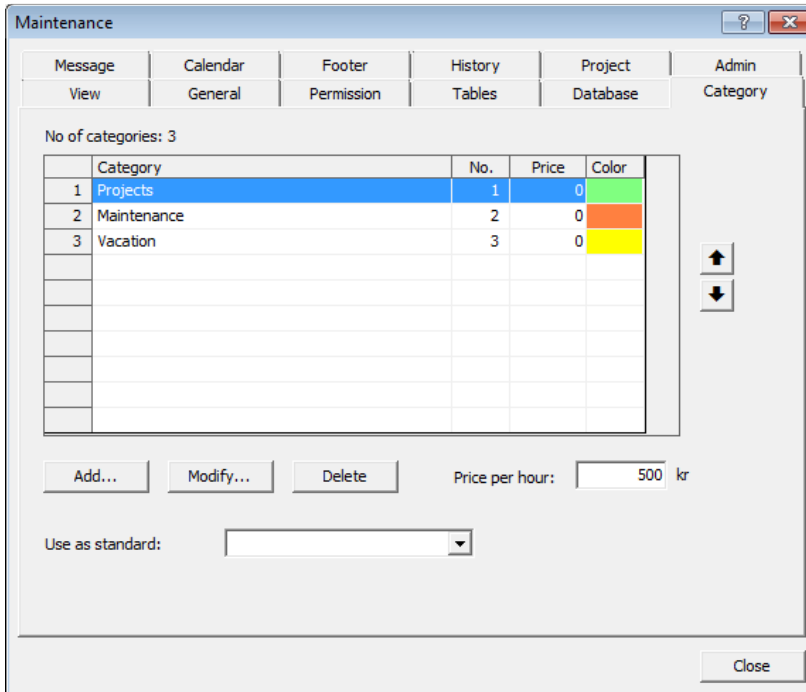 Maintenance
Message Calendar Footer History Project Admin
View General Permission Tables Database Category
No of categories: 3
Category No. Price Color
1 Projects 1 0
2 Maintenance 2 0
3 Vacation 3 0
Add... Modify... Delete Price per hour: 500 kr
Use as standard:
Close